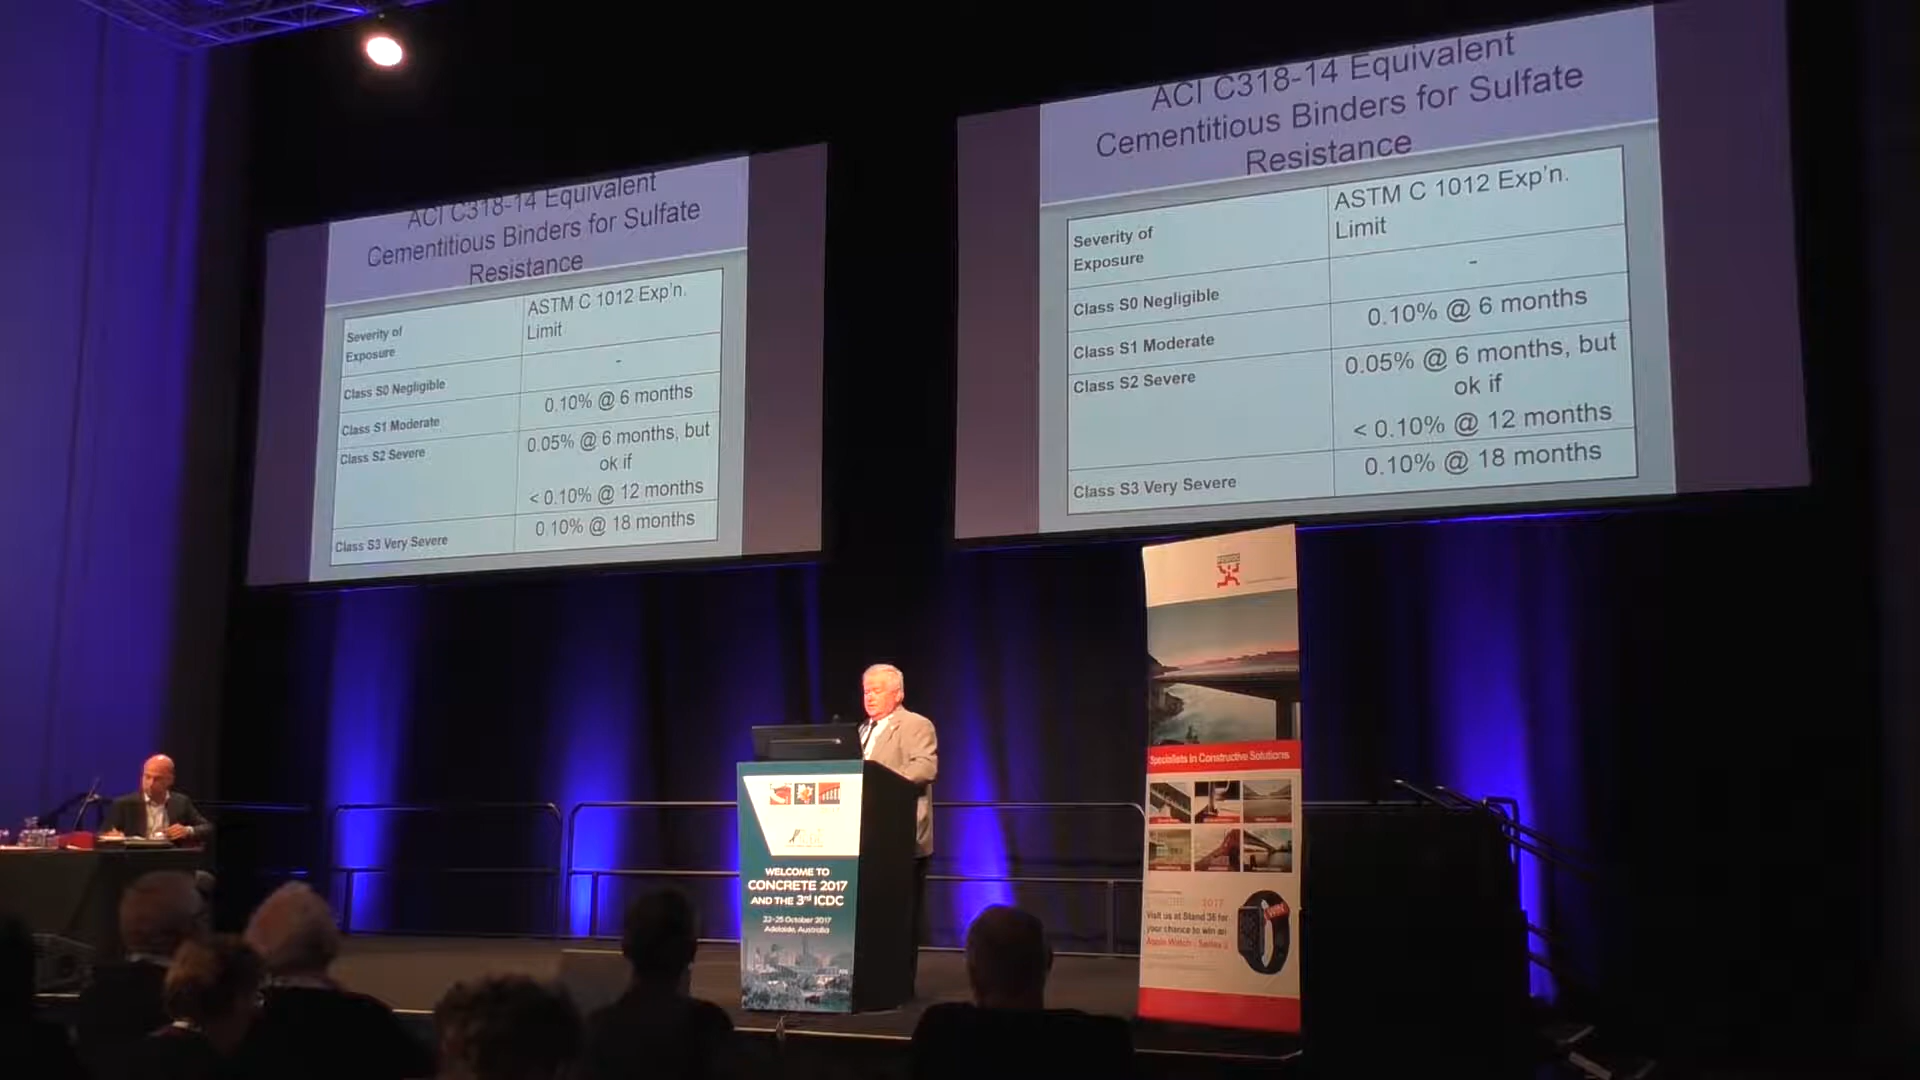 ACI C318-14 Equivalent
Cementitious Binders for Sulfate
Resistance
Severity of
Exposure
ASTM C 1012 Exp'n.
Limit
Class S0 Negligible
-
Class S1 Moderate
0.10% @ 6 months
Class S2 Severe
0.05% @ 6 months, but
ok if
< 0.10% @ 12 months
Class S3 Very Severe
0.10% @ 18 months
ACI C318-14 Equivalent
Cementitious Binders for Sulfate
Resistance
Severity of
Exposure
ASTM C 1012 Exp'n.
Limit
Class S0 Negligible
-
Class S1 Moderate
0.10% @ 6 months
Class S2 Severe
0.05% @ 6 months, but
ok if
< 0.10% @ 12 months
Class S3 Very Severe
0.10% @ 18 months
WELCOME TO
CONCRETE 2017
AND THE 3rd ICDC
22-25 October 2017
Adelaide, Australia
Specialists in Constructive Solutions
2017
Visit us at Stand 36 for
your chance to win an
Apple Watch - Series 2
WIN